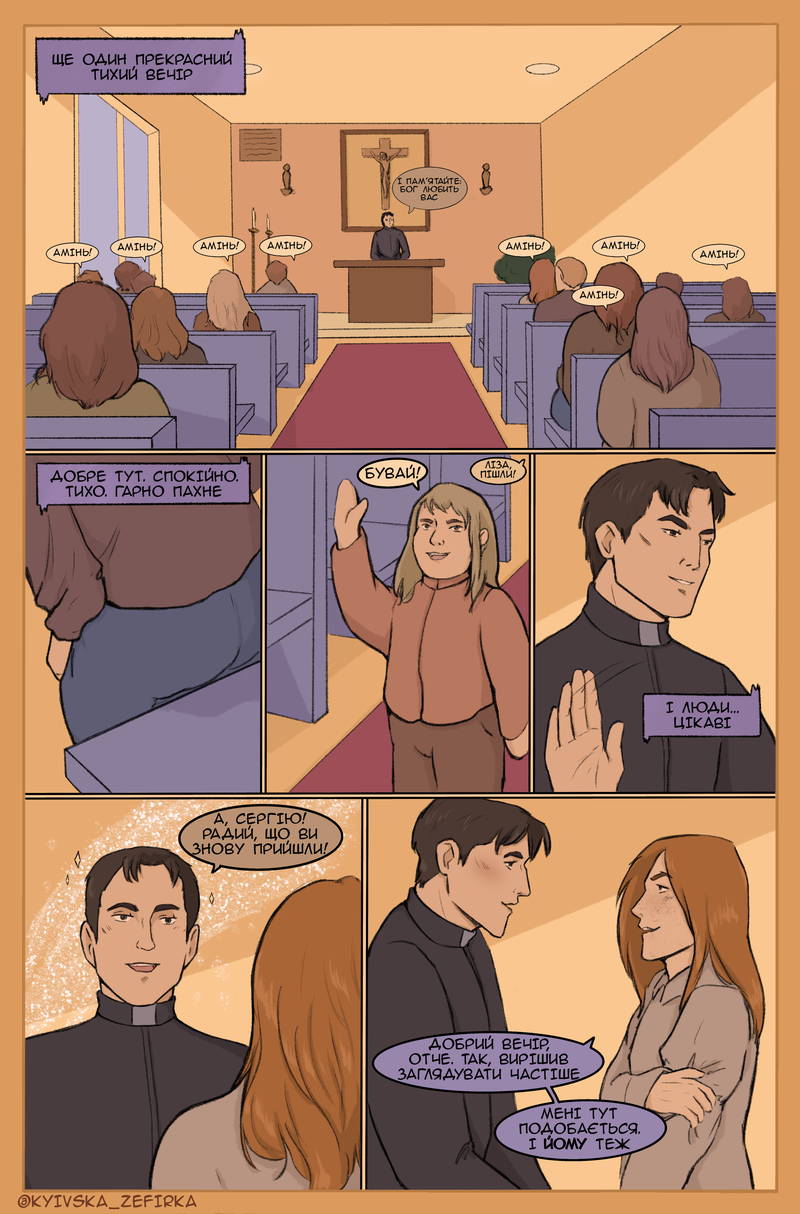 ЩЕ ОДИН ПРЕКРАСНИЙ
ТИХИЙ ВЕЧІР
І ПАМ'ЯТАЙТЕ:
БОГ ЛЮБИТЬ
ВАС
АМІНЬ!
АМІНЬ!
АМІНЬ!
АМІНЬ!
АМІНЬ!
АМІНЬ!
АМІНЬ!
АМІНЬ!
ДОБРЕ ТУТ. СПОКІЙНО.
ТИХО. ГАРНО ПАХНЕ
БУВАЙ!
ЛІЗА,
ПІШЛИ!
І ЛЮДИ...
ЦІКАВІ
А, СЕРГІЮ!
РАДИЙ, ЩО ВИ
ЗНОВУ ПРИЙШЛИ!
ДОБРИЙ ВЕЧІР,
ОТЧЕ. ТАК, ВИРІШИВ
ЗАГЛЯДУВАТИ ЧАСТІШЕ
МЕНІ ТУТ
ПОДОБАЄТЬСЯ.
І ЙОМУ ТЕЖ
@KYIVSKA_ZEFIRKA